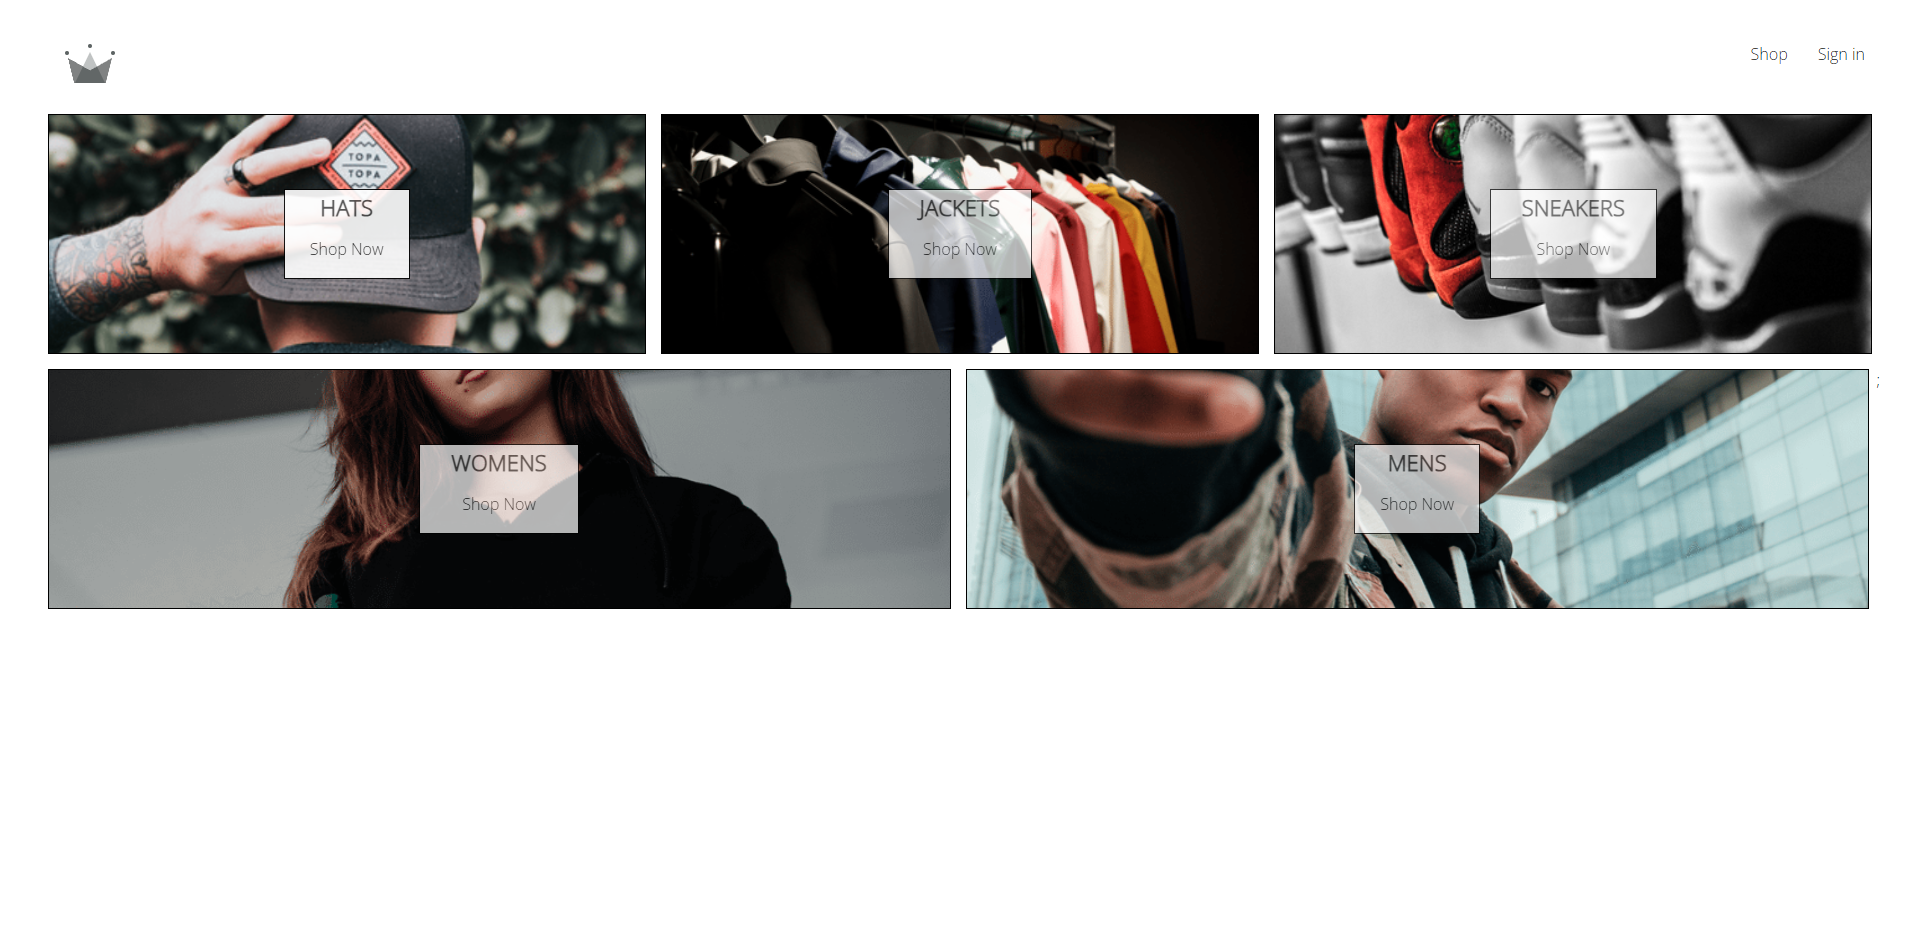 Shop Sign in
TOPA
TOPA
HATS
Shop Now
JACKETS
Shop Now
SNEAKERS
Shop Now
WOMENS
Shop Now
MENS
Shop Now
;